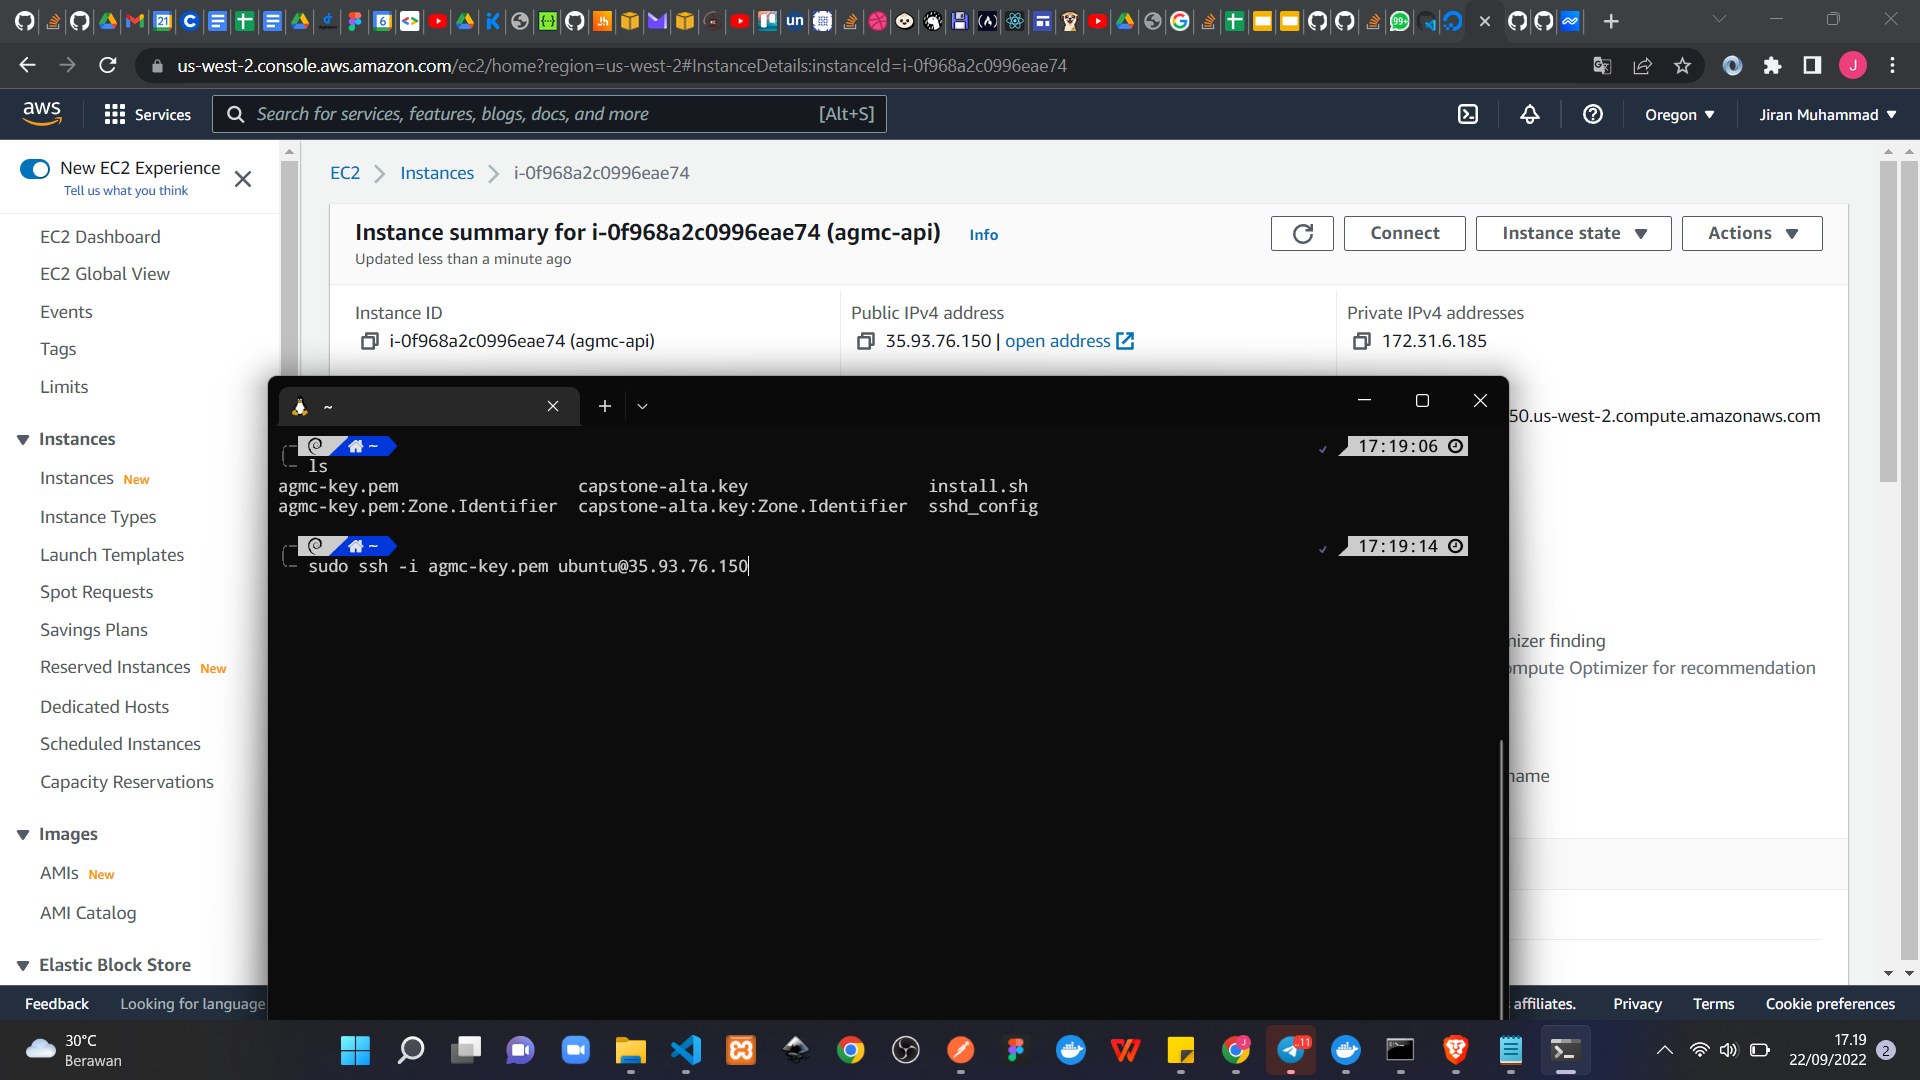 us-west-2.console.aws.amazon.com/ec2/home?region=us-west-2#InstanceDetails:instanceId=i-0f968a2c0996eae74
J
aws
Services
Search for services, features, blogs, docs, and more
[Alt+S]
Oregon
Jiran Muhammad
New EC2 Experience
Tell us what you think
EC2 Dashboard
EC2 Global View
Events
Tags
Limits
Instances
Instances New
Instance Types
Launch Templates
Spot Requests
Savings Plans
Reserved Instances New
Dedicated Hosts
Scheduled Instances
Capacity Reservations
Images
AMIs New
AMI Catalog
Elastic Block Store
EC2
Instances
i-0f968a2c0996eae74
Instance summary for i-0f968a2c0996eae74 (agmc-api)
Info
Updated less than a minute ago
Connect
Instance state
Actions
Instance ID
i-0f968a2c0996eae74 (agmc-api)
Public IPv4 address
35.93.76.150 | open address
Private IPv4 addresses
172.31.6.185
50.us-west-2.compute.amazonaws.com
nizer finding
ompute Optimizer for recommendation
name
~
~
17:19:06
ls
agmc-key.pem capstone-alta.key install.sh
agmc-key.pem:Zone.Identifier capstone-alta.key:Zone.Identifier sshd_config
~
17:19:14
sudo ssh -i agmc-key.pem ubuntu@35.93.76.150
Feedback
Looking for language
affiliates.
Privacy
Terms
Cookie preferences
30°C
Berawan
11
17.19
22/09/2022
2